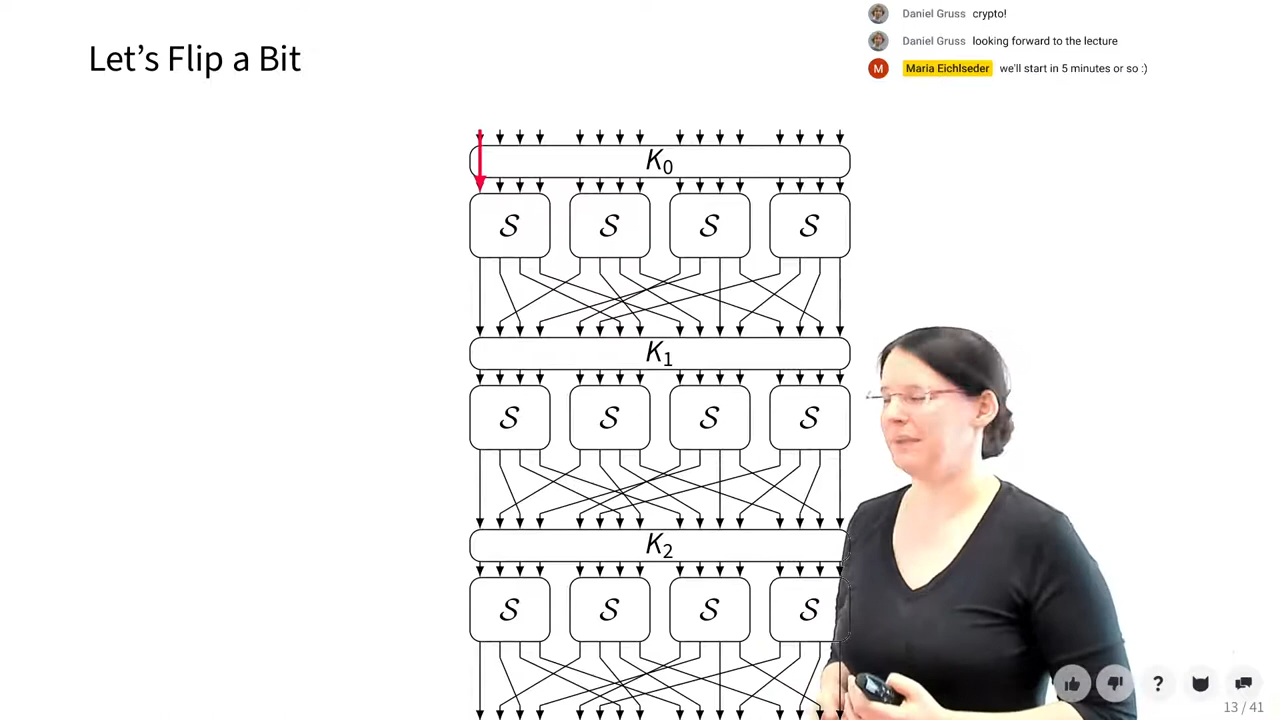 Daniel Gruss crypto!
Daniel Gruss looking forward to the lecture
M Maria Eichlseder we'll start in 5 minutes or so :)
Let's Flip a Bit
K0
S S S S
K1
S S S S
K2
S S S S
?
13 / 41